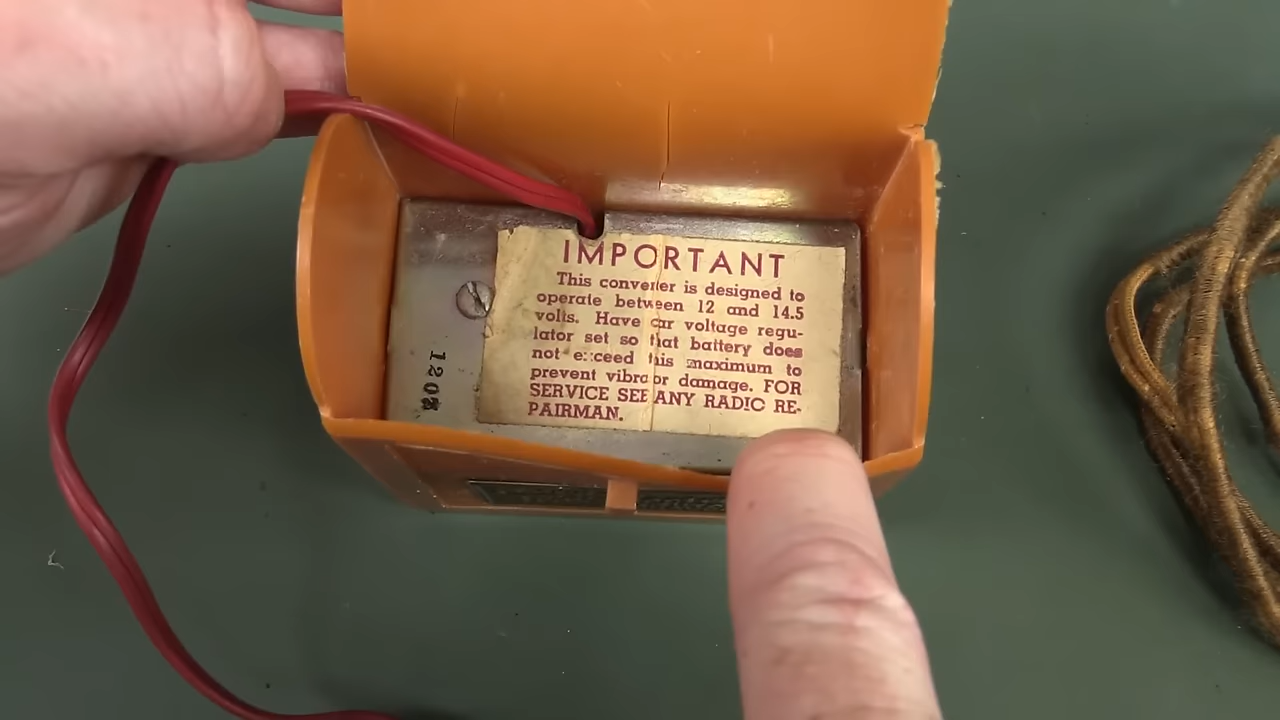 IMPORTANT
This converter is designed to
operate between 12 and 14.5
volts. Have car voltage regu-
lator set so that battery does
not exceed this maximum to
prevent vibrator damage. FOR
SERVICE SEE ANY RADIO RE-
PAIRMAN.